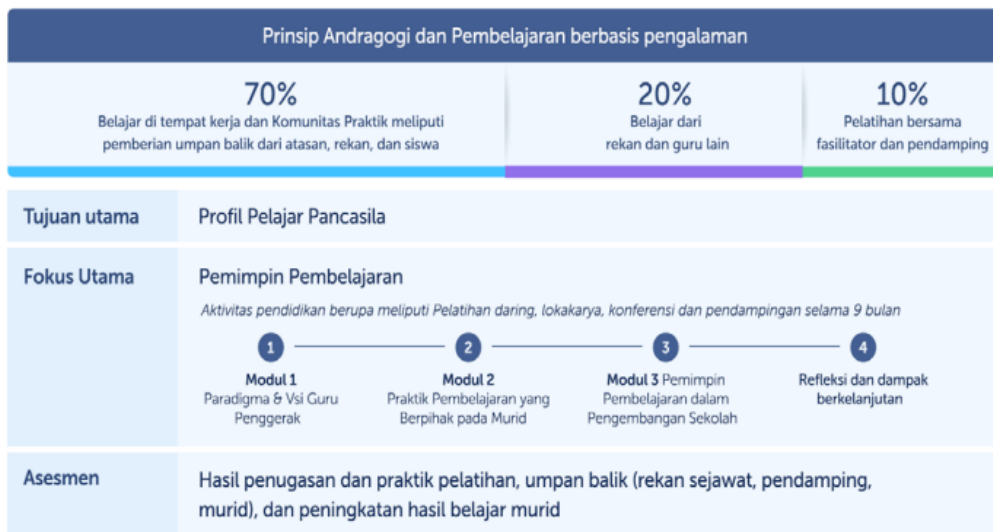 Prinsip Andragogi dan Pembelajaran berbasis pengalaman
70%
Belajar di tempat kerja dan Komunitas Praktik meliputi
pemberian umpan balik dari atasan, rekan, dan siswa
20%
Belajar dari
rekan dan guru lain
10%
Pelatihan bersama
fasilitator dan pendamping
Tujuan utama
Profil Pelajar Pancasila
Fokus Utama
Pemimpin Pembelajaran
Aktivitas pendidikan berupa meliputi Pelatihan daring, lokakarya, konferensi dan pendampingan selama 9 bulan
1
Modul 1
Paradigma & Vsi Guru
Penggerak
2
Modul 2
Praktik Pembelajaran yang
Berpihak pada Murid
3
Modul 3 Pemimpin
Pembelajaran dalam
Pengembangan Sekolah
4
Refleksi dan dampak
berkelanjutan
Asesmen
Hasil penugasan dan praktik pelatihan, umpan balik (rekan sejawat, pendamping,
murid), dan peningkatan hasil belajar murid